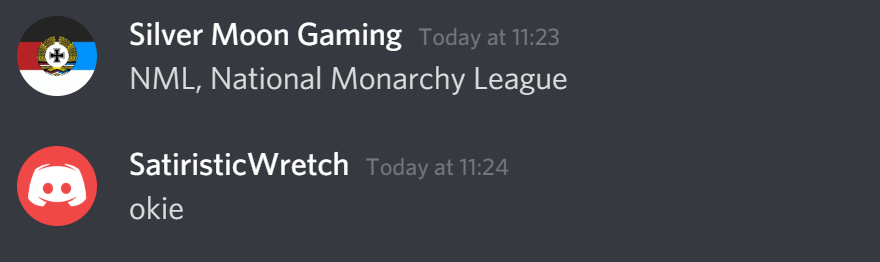 Silver Moon Gaming Today at 11:23
NML, National Monarchy League
SatiristicWretch Today at 11:24
okie